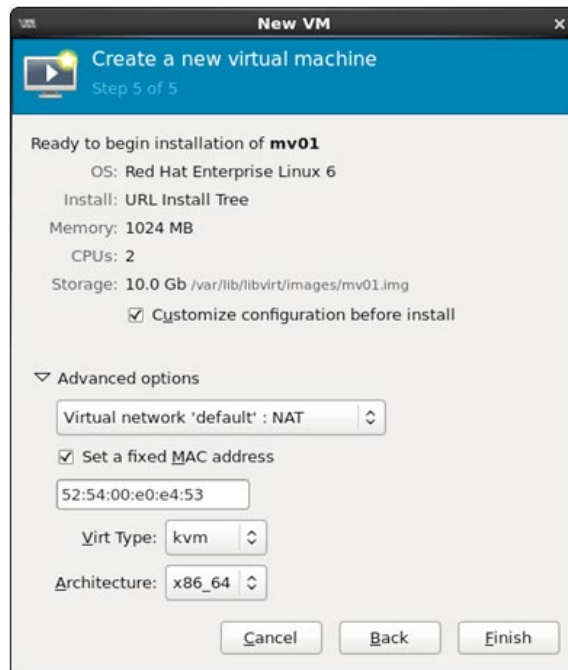 New VM
Create a new virtual machine
Step 5 of 5
Ready to begin installation of mv01
OS: Red Hat Enterprise Linux 6
Install: URL Install Tree
Memory: 1024 MB
CPUs: 2
Storage: 10.0 Gb /var/lib/libvirt/images/mv01.img
Customize configuration before install
Advanced options
Virtual network 'default' : NAT
Set a fixed MAC address
52:54:00:e0:e4:53
Virt Type: kvm
Architecture: x86_64
Cancel Back Finish